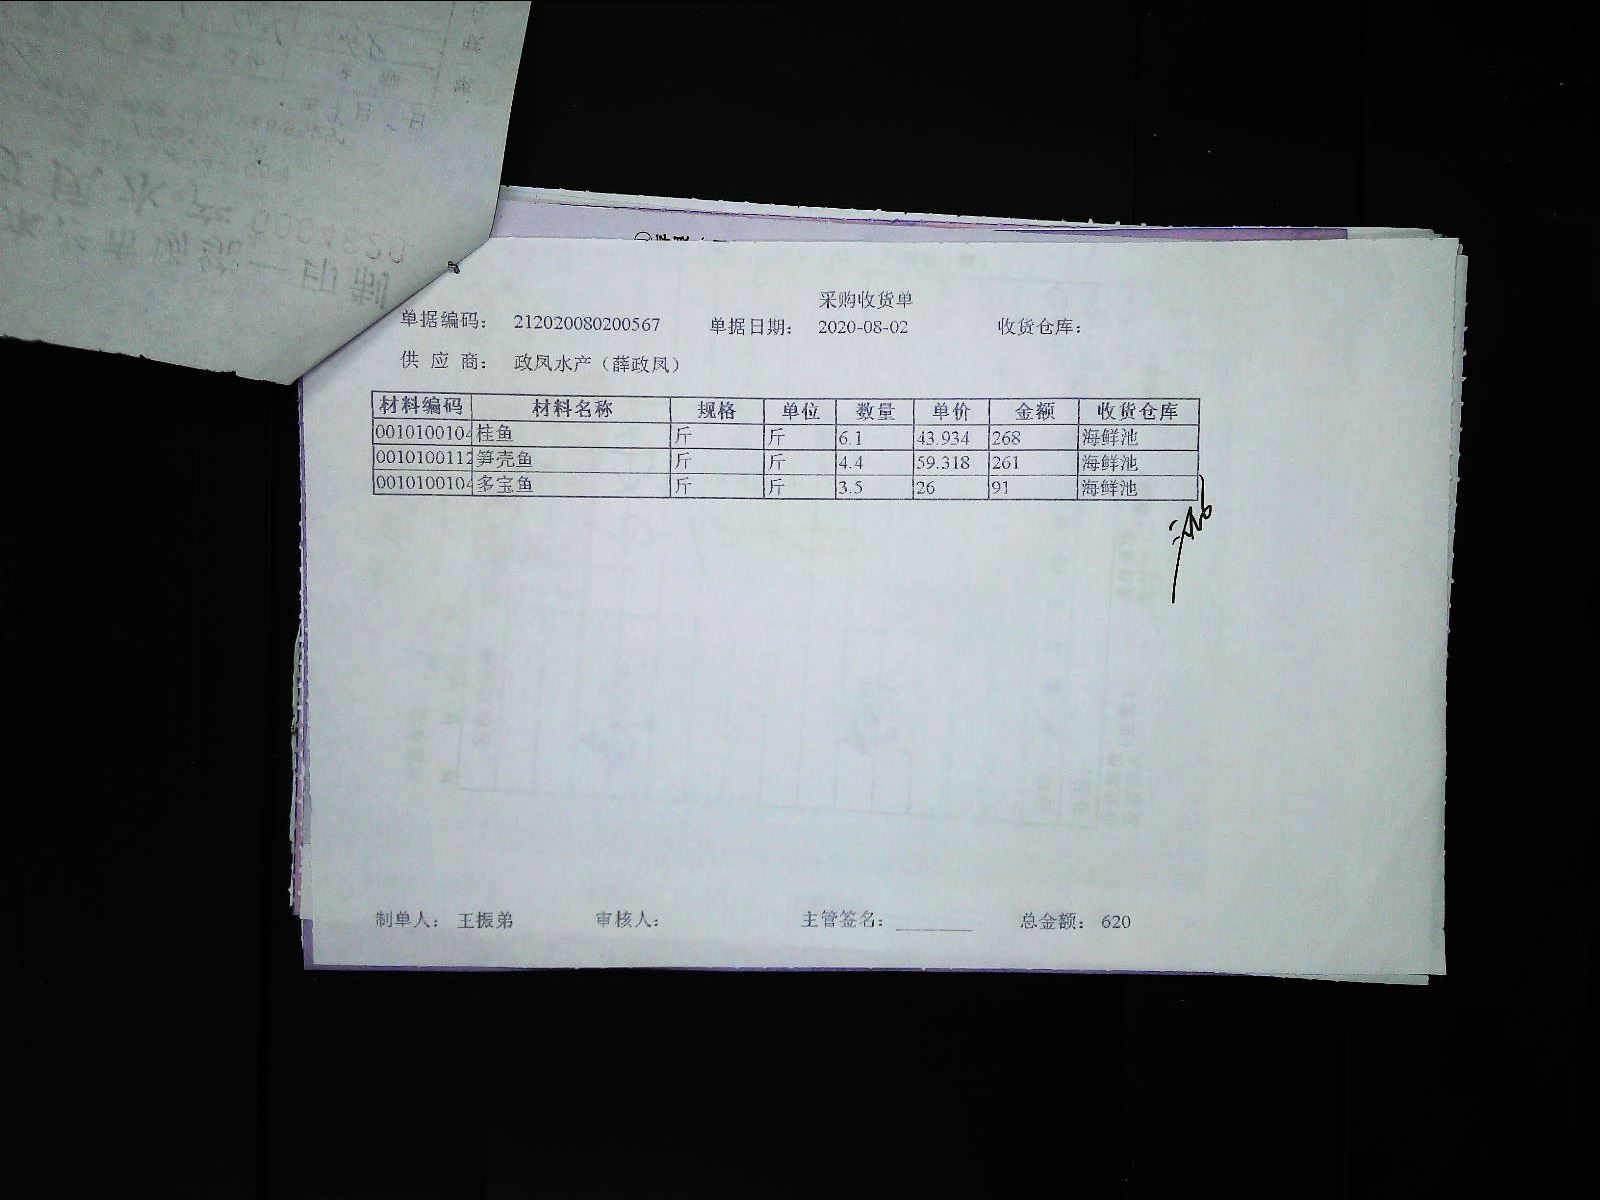 采购收货单
单据编码： 212020080200567 单据日期： 2020-08-02 收货仓库：
供 应 商： 政凤水产（薛政凤）
材料编码 材料名称 规格 单位 数量 单价 金额 收货仓库
0010100104 桂鱼 斤 斤 6.1 43.934 268 海鲜池
0010100112 笋壳鱼 斤 斤 4.4 59.318 261 海鲜池
0010100104 多宝鱼 斤 斤 3.5 26 91 海鲜池
制单人： 王振弟 审核人： 主管签名： 总金额： 620